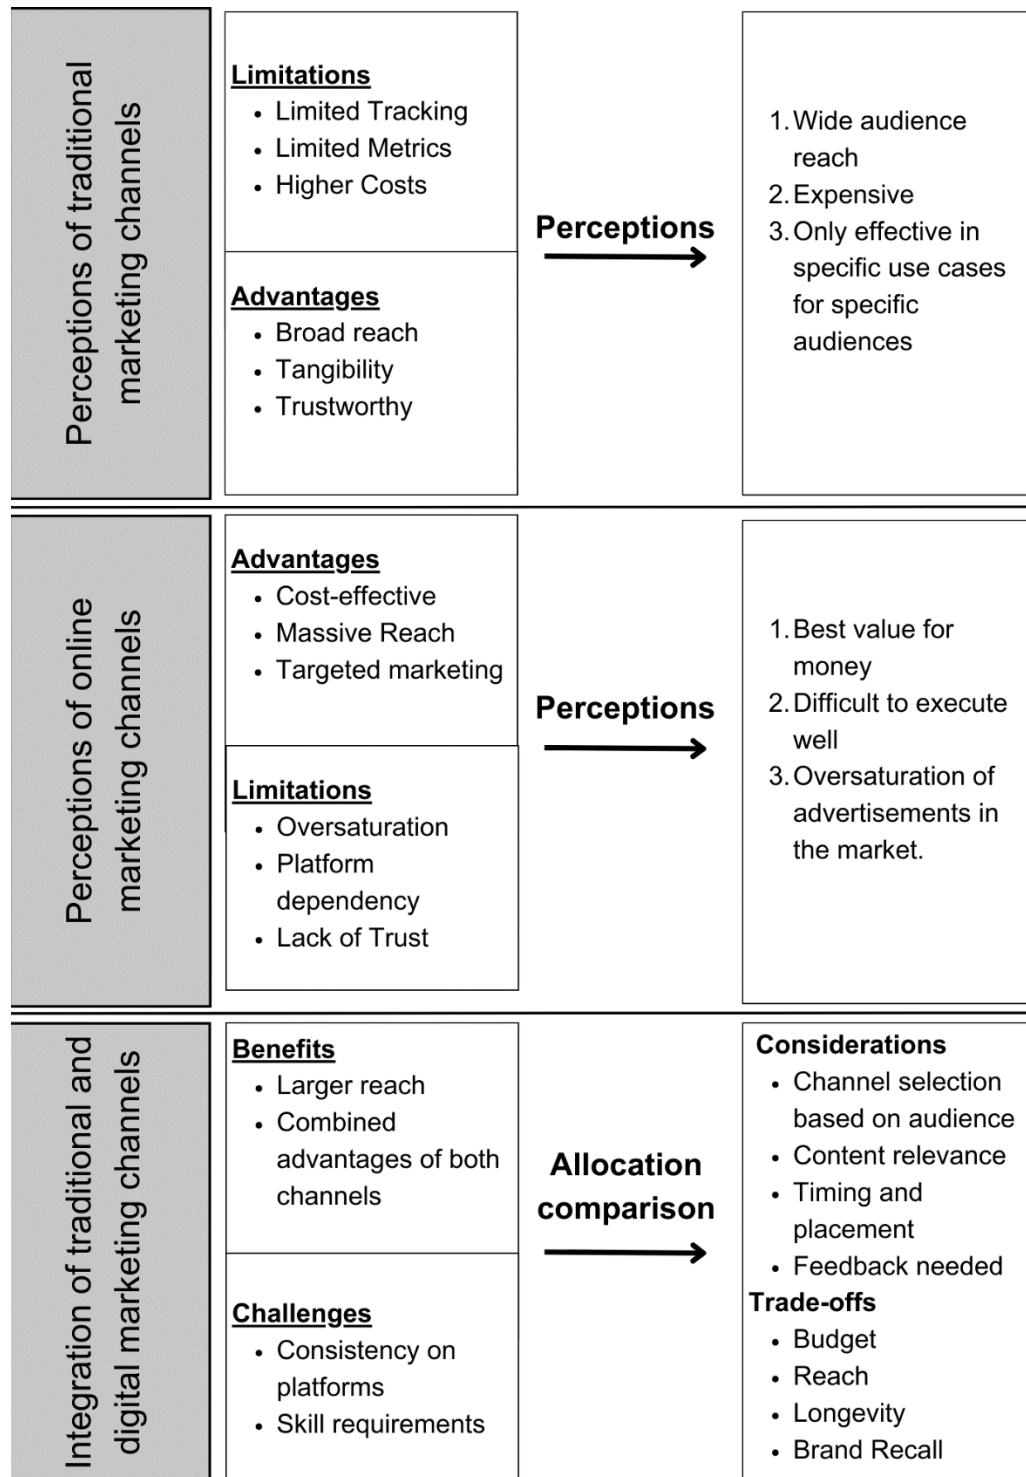 Perceptions of traditional
marketing channels
Limitations
• Limited Tracking
• Limited Metrics
• Higher Costs
Advantages
• Broad reach
• Tangibility
• Trustworthy
Perceptions
1. Wide audience
reach
2. Expensive
3. Only effective in
specific use cases
for specific
audiences
Perceptions of online
marketing channels
Advantages
• Cost-effective
• Massive Reach
• Targeted marketing
Limitations
• Oversaturation
• Platform
dependency
• Lack of Trust
Perceptions
1. Best value for
money
2. Difficult to execute
well
3. Oversaturation of
advertisements in
the market.
Integration of traditional and
digital marketing channels
Benefits
• Larger reach
• Combined
advantages of both
channels
Challenges
• Consistency on
platforms
• Skill requirements
Allocation
comparison
Considerations
• Channel selection
based on audience
• Content relevance
• Timing and
placement
• Feedback needed
Trade-offs
• Budget
• Reach
• Longevity
• Brand Recall